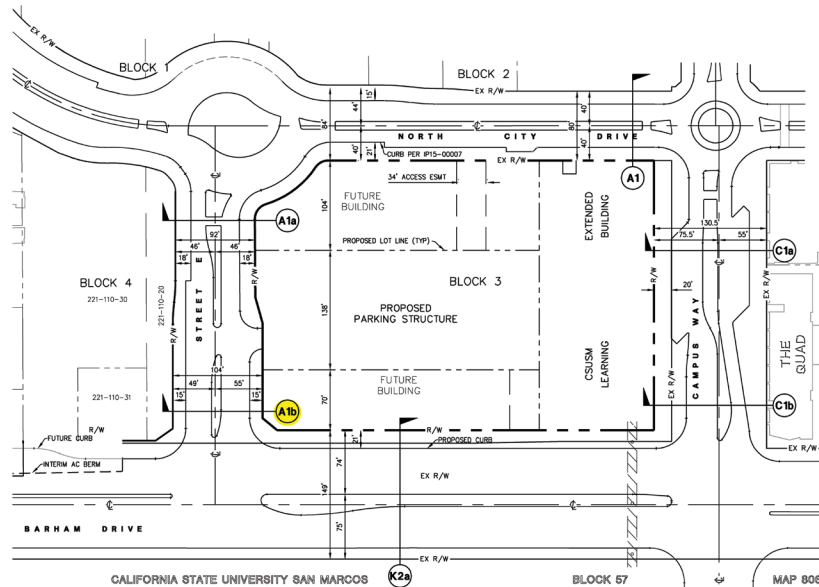 EX R/W
BLOCK 1
EX R/W
BLOCK 2
EX R/W
15'
44'
84'
40'
80'
40'
NORTH CITY DRIVE
40'
21'
CURB PER IP15-00007
EX R/W
A1
34' ACCESS ESMT
FUTURE
BUILDING
104'
EXTENDED
BUILDING
A1a
92'
46'
46'
18'
18'
R/W
PROPOSED LOT LINE (TYP)
130.5'
75.5'
55'
C1a
BLOCK 4
221-110-30
221-110-20
STREET E
R/W
BLOCK 3
138'
PROPOSED
PARKING STRUCTURE
R/W
20'
EX R/W
CAMPUS WAY
THE
QUAD
104'
49'
55'
15'
15'
FUTURE
BUILDING
70'
CSUSM
LEARNING
EX R/W
221-110-31
A1b
C1b
R/W
FUTURE CURB
R/W
21'
PROPOSED CURB
EX R/W
INTERIM AC BERM
74'
149'
EX R/W
75'
BARHAM DRIVE
EX R/W
CALIFORNIA STATE UNIVERSITY SAN MARCOS
K2a
BLOCK 57
MAP 806